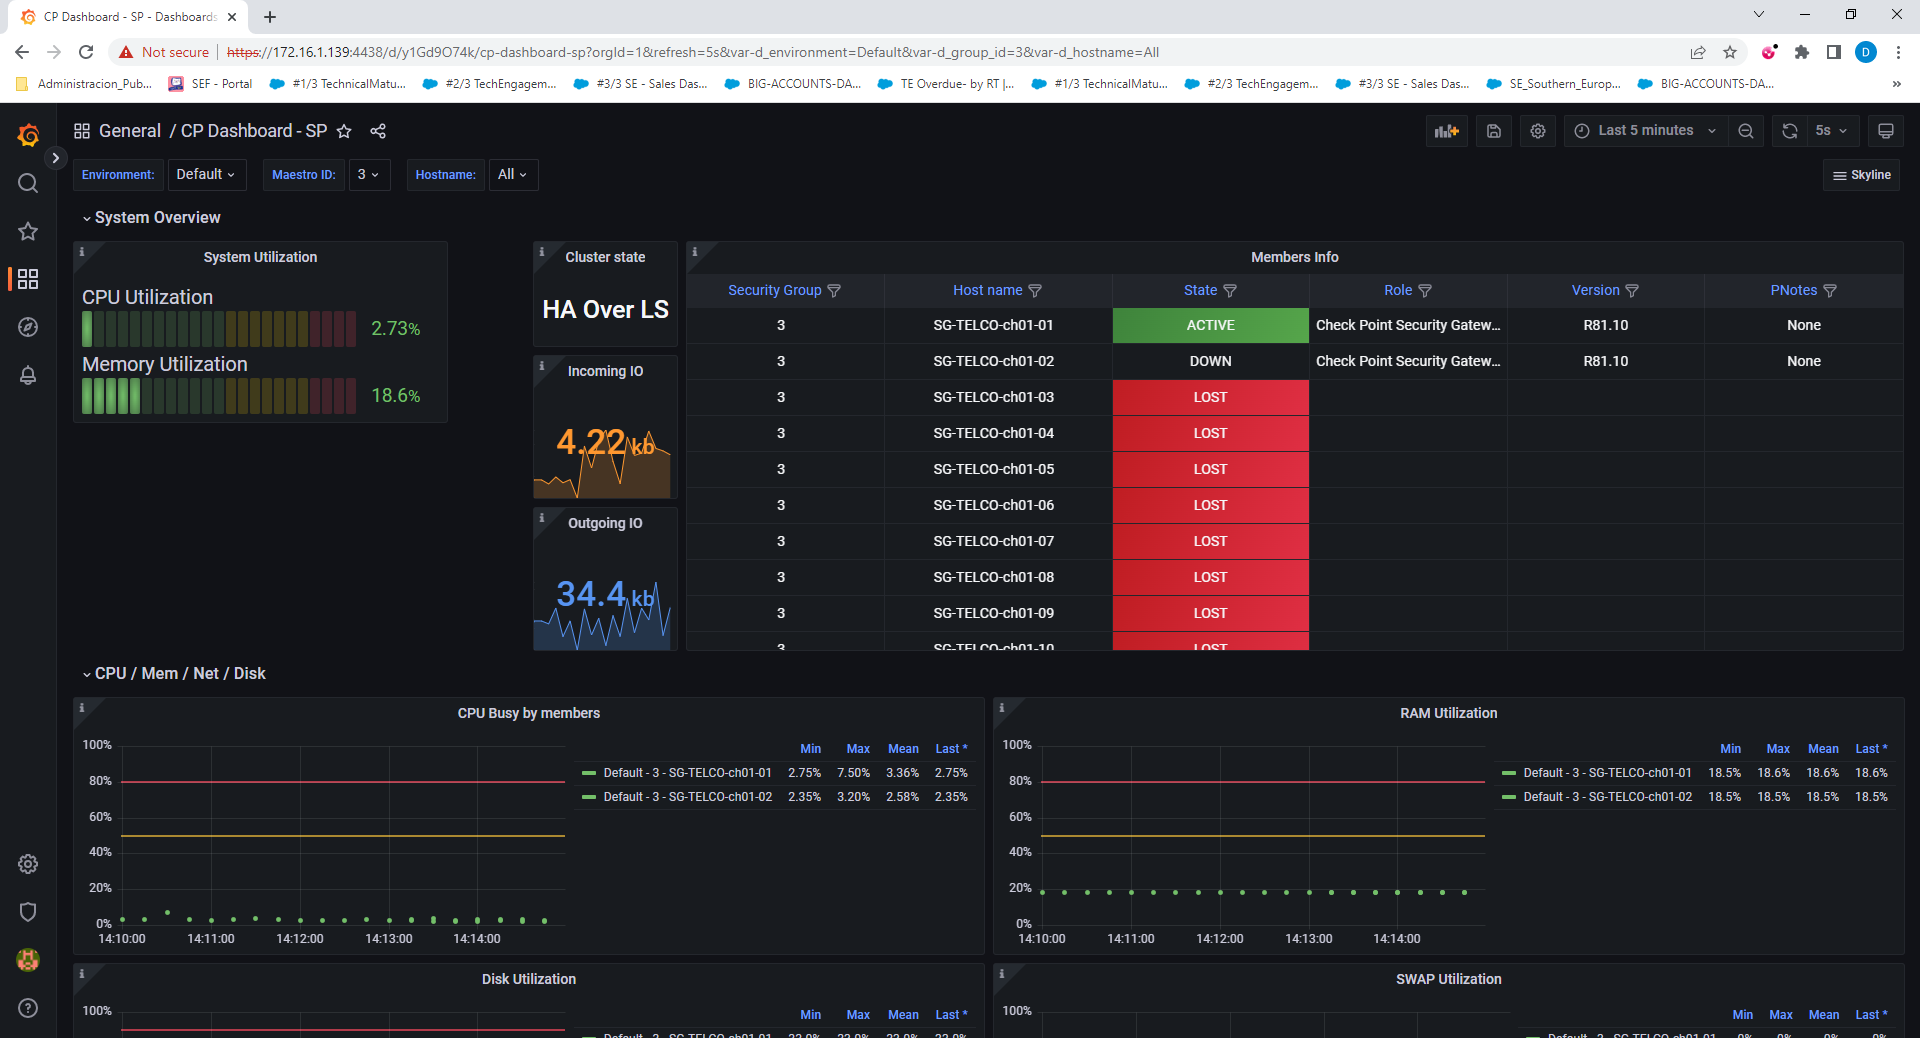 CP Dashboard - SP - Dashboards
Not secure
https://172.16.1.139:4438/d/y1Gd9O74k/cp-dashboard-sp?orgId=1&refresh=5s&var-d_environment=Default&var-d_group_id=3&var-d_hostname=All
D
Administracion_Pub... SEF - Portal #1/3 TechnicalMatu... #2/3 TechEngagem... #3/3 SE - Sales Das... BIG-ACCOUNTS-DA... TE Overdue- by RT |... #1/3 TechnicalMatu... #2/3 TechEngagem... #3/3 SE - Sales Das... SE_Southern_Europ... BIG-ACCOUNTS-DA... »
General / CP Dashboard - SP
Last 5 minutes
5s
Environment: Default Maestro ID: 3 Hostname: All
Skyline
System Overview
System Utilization
CPU Utilization
2.73%
Memory Utilization
18.6%
Cluster state
HA Over LS
Incoming IO
4.22 kb
Outgoing IO
34.4 kb
Members Info
Security Group Host name State Role Version PNotes
3 SG-TELCO-ch01-01 ACTIVE Check Point Security Gatew... R81.10 None
3 SG-TELCO-ch01-02 DOWN Check Point Security Gatew... R81.10 None
3 SG-TELCO-ch01-03 LOST
3 SG-TELCO-ch01-04 LOST
3 SG-TELCO-ch01-05 LOST
3 SG-TELCO-ch01-06 LOST
3 SG-TELCO-ch01-07 LOST
3 SG-TELCO-ch01-08 LOST
3 SG-TELCO-ch01-09 LOST
3 SG-TELCO-ch01-10 LOST
CPU / Mem / Net / Disk
CPU Busy by members
100%
80%
60%
40%
20%
0%
14:10:00 14:11:00 14:12:00 14:13:00 14:14:00
Min Max Mean Last *
Default - 3 - SG-TELCO-ch01-01 2.75% 7.50% 3.36% 2.75%
Default - 3 - SG-TELCO-ch01-02 2.35% 3.20% 2.58% 2.35%
RAM Utilization
100%
80%
60%
40%
20%
0%
14:10:00 14:11:00 14:12:00 14:13:00 14:14:00
Min Max Mean Last *
Default - 3 - SG-TELCO-ch01-01 18.5% 18.6% 18.6% 18.6%
Default - 3 - SG-TELCO-ch01-02 18.5% 18.5% 18.5% 18.5%
Disk Utilization
100%
Min Max Mean Last *
Default - 3 - SG-TELCO-ch01-01
SWAP Utilization
100%
Min Max Mean Last *
Default - 3 - SG-TELCO-ch01-01 0% 0% 0% 0%